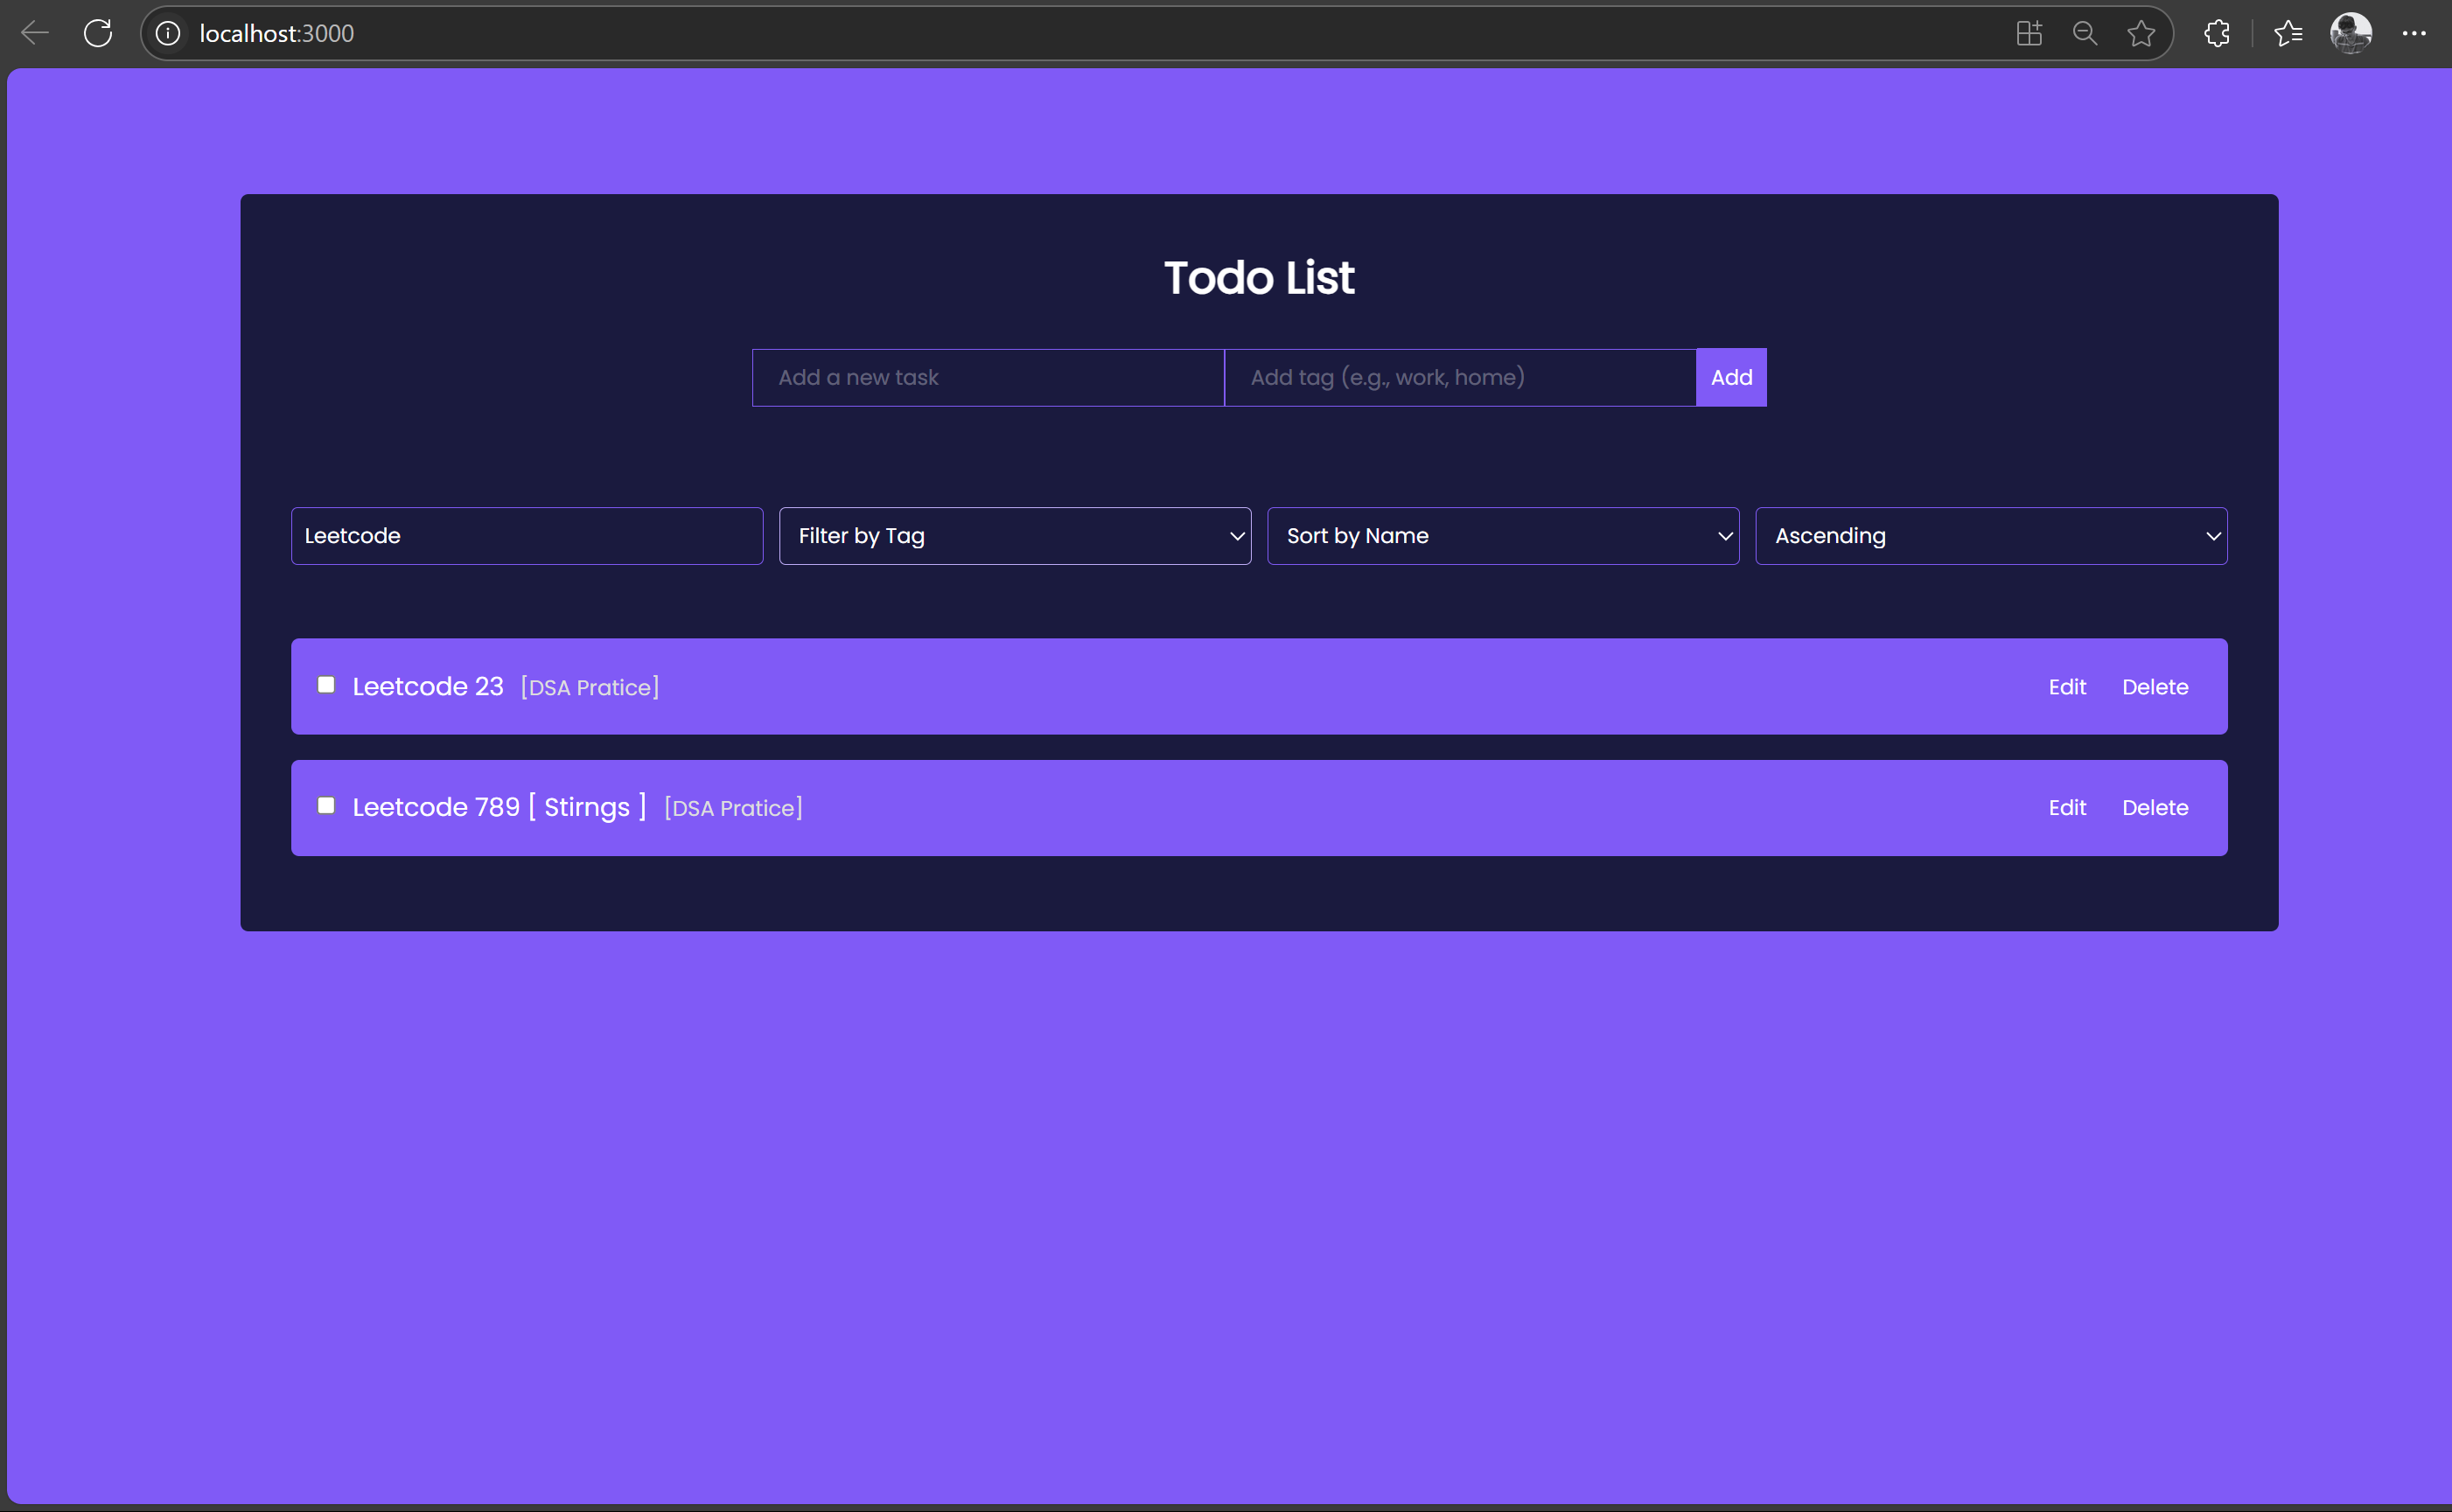 localhost:3000
Todo List
Add a new task Add tag (e.g., work, home) Add
Leetcode Filter by Tag Sort by Name Ascending
Leetcode 23 [DSA Pratice] Edit Delete
Leetcode 789 [ Stirngs ] [DSA Pratice] Edit Delete